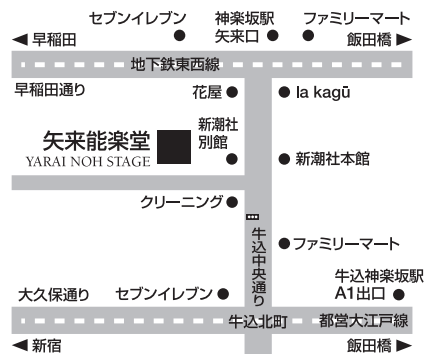 セブンイレブン
神楽坂駅
矢来口
ファミリーマート
早稲田
飯田橋
地下鉄東西線
早稲田通り
花屋
la kagū
矢来能楽堂
YARAI NOH STAGE
新潮社
別館
新潮社本館
クリーニング
牛込中央通り
ファミリーマート
牛込神楽坂駅
A1出口
大久保通り
セブンイレブン
牛込北町
都営大江戸線
新宿
飯田橋